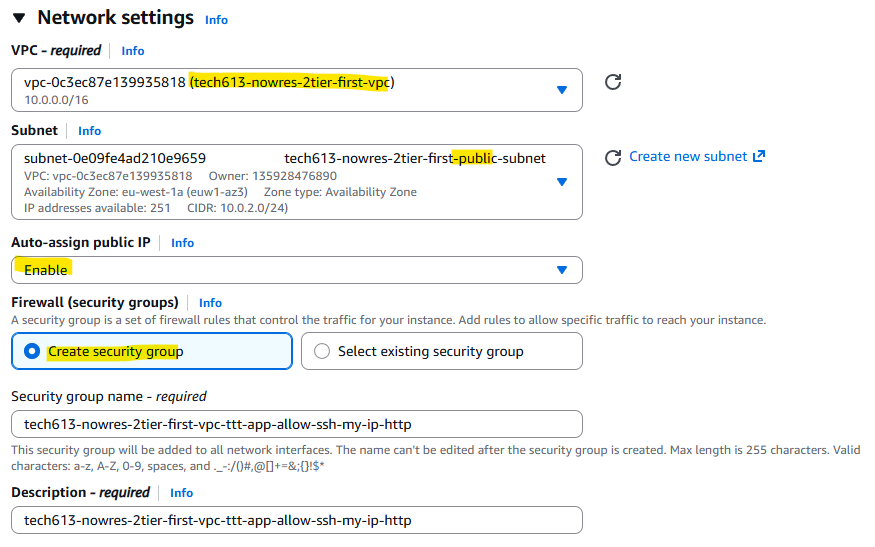 Network settings Info
VPC - required Info
vpc-0c3ec87e139935818 (tech613-nowres-2tier-first-vpc)
10.0.0.0/16
Subnet Info
subnet-0e09fe4ad210e9659 tech613-nowres-2tier-first-public-subnet
VPC: vpc-0c3ec87e139935818 Owner: 135928476890
Availability Zone: eu-west-1a (euw1-az3) Zone type: Availability Zone
IP addresses available: 251 CIDR: 10.0.2.0/24)
Create new subnet
Auto-assign public IP Info
Enable
Firewall (security groups) Info
A security group is a set of firewall rules that control the traffic for your instance. Add rules to allow specific traffic to reach your instance.
Create security group Select existing security group
Security group name - required
tech613-nowres-2tier-first-vpc-ttt-app-allow-ssh-my-ip-http
This security group will be added to all network interfaces. The name can't be edited after the security group is created. Max length is 255 characters. Valid
characters: a-z, A-Z, 0-9, spaces, and ._-:/()#,@[]+=&;{}!$*
Description - required Info
tech613-nowres-2tier-first-vpc-ttt-app-allow-ssh-my-ip-http